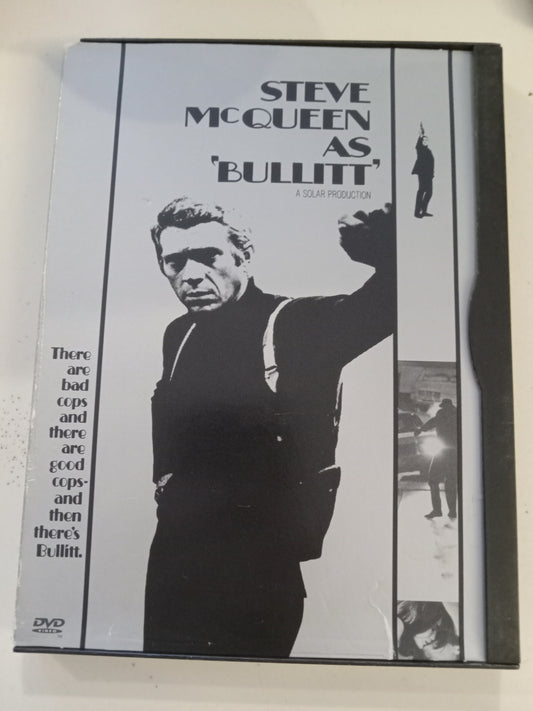 STEVE
McQUEEN
AS
'BULLITT'
A SOLAR PRODUCTION
There
are
bad
cops
and
there
are
good
cops-
and
then
there's
Bullitt.
DVD
VIDEO
TM